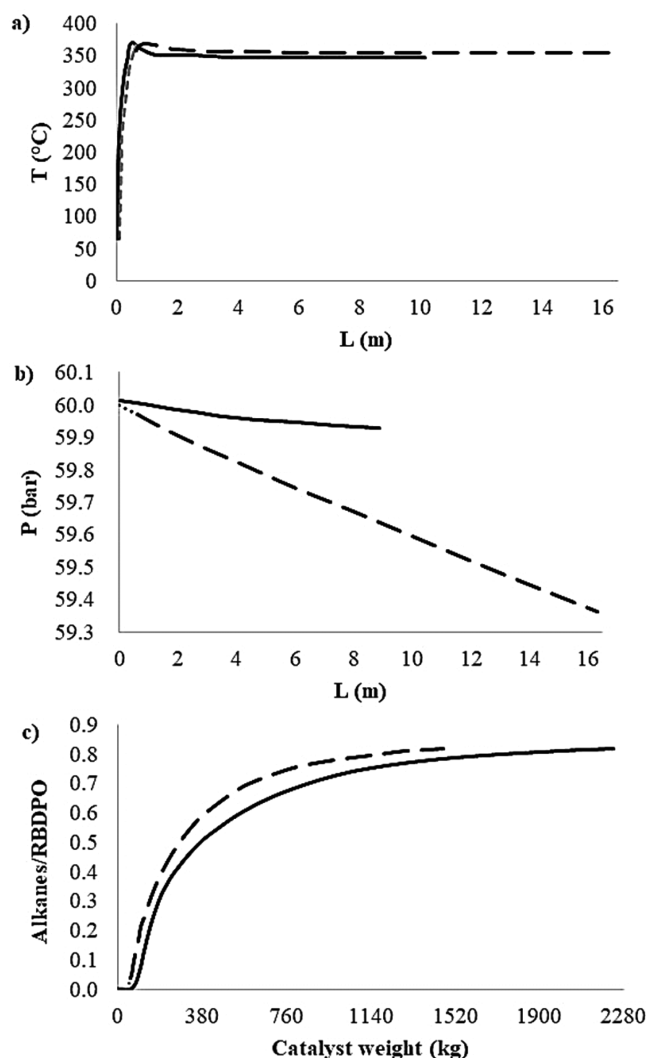 a)
400
350
300
250
200
150
100
50
0
T (°C)
0 2 4 6 8 10 12 14 16
L (m)
b)
60.1
60.0
59.9
59.8
59.7
59.6
59.5
59.4
59.3
P (bar)
0 2 4 6 8 10 12 14 16
L (m)
c)
0.9
0.8
0.7
0.6
0.5
0.4
0.3
0.2
0.1
0.0
Alkanes/RBDPO
0 380 760 1140 1520 1900 2280
Catalyst weight (kg)